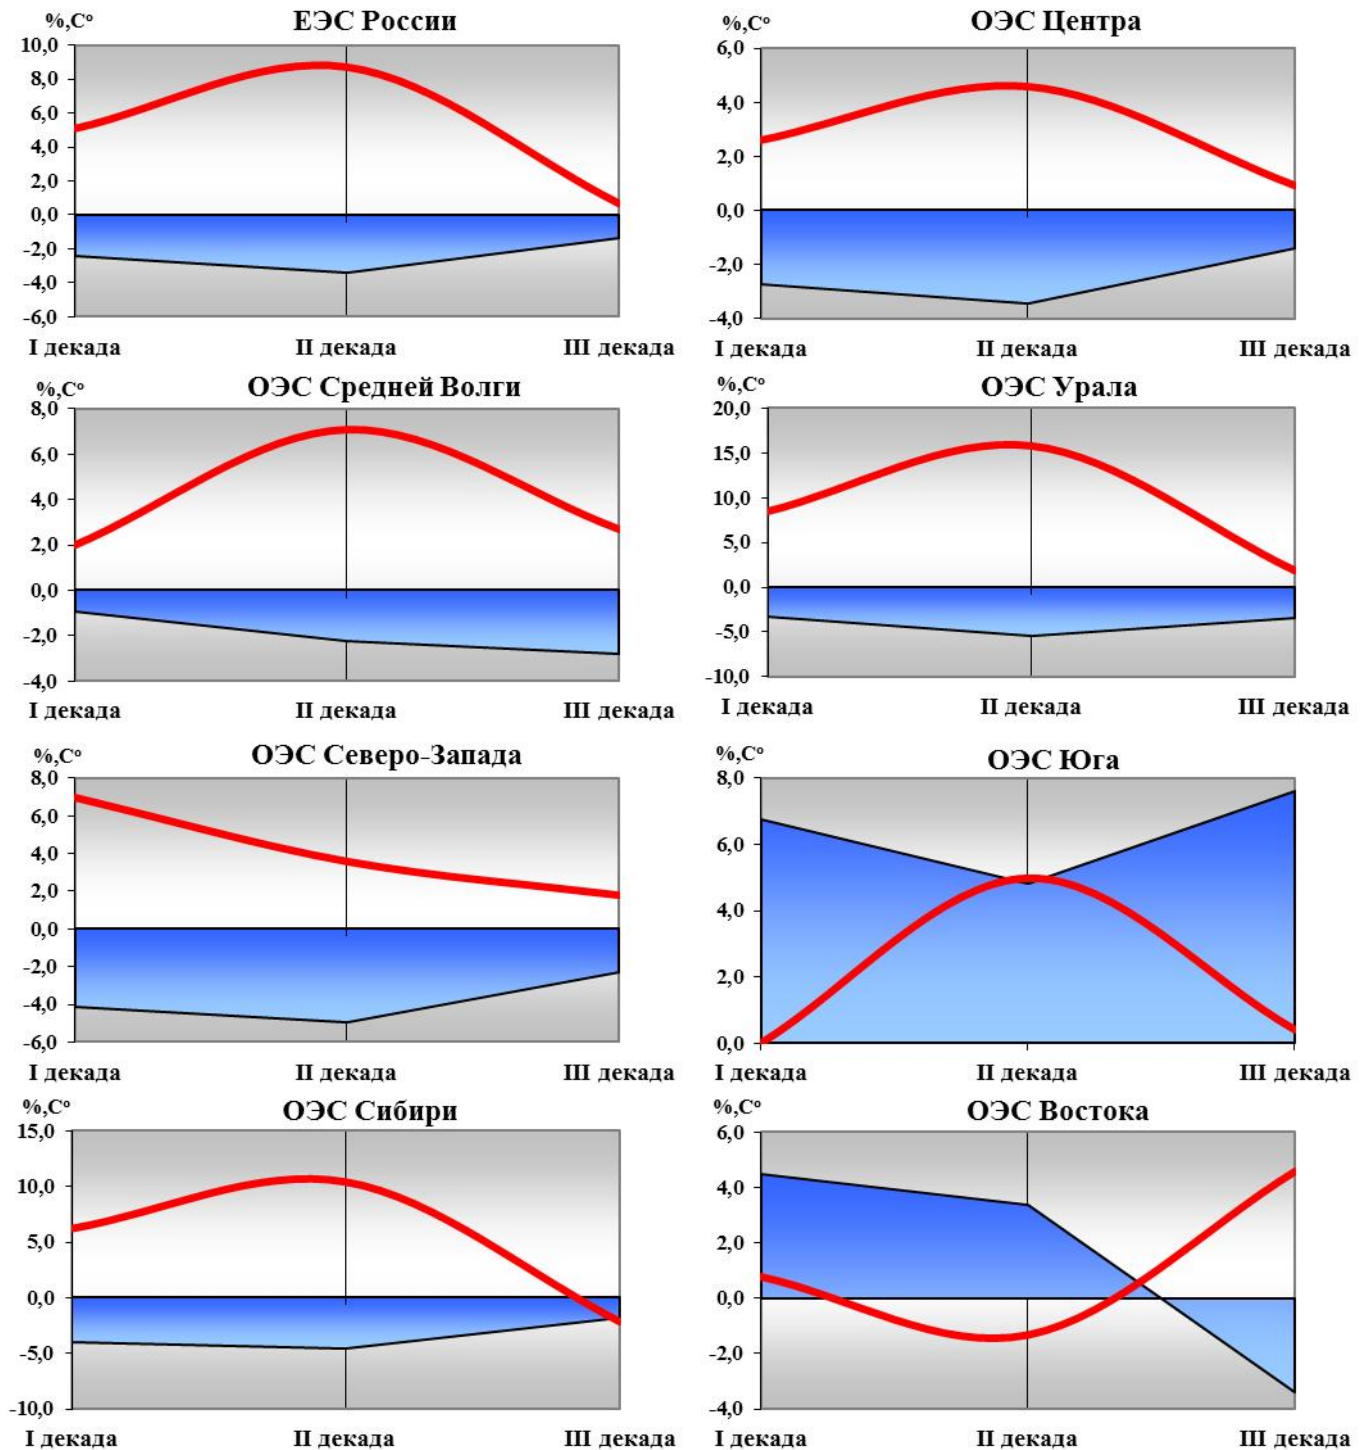 ЕЭС России
%,С°
10,0
8,0
6,0
4,0
2,0
0,0
-2,0
-4,0
-6,0
I декада II декада III декада
ОЭС Центра
%,С°
6,0
4,0
2,0
0,0
-2,0
-4,0
I декада II декада III декада
ОЭС Средней Волги
%,С°
8,0
6,0
4,0
2,0
0,0
-2,0
-4,0
I декада II декада III декада
ОЭС Урала
%,С°
20,0
15,0
10,0
5,0
0,0
-5,0
-10,0
I декада II декада III декада
ОЭС Северо-Запада
%,С°
8,0
6,0
4,0
2,0
0,0
-2,0
-4,0
-6,0
I декада II декада III декада
ОЭС Юга
%,С°
8,0
6,0
4,0
2,0
0,0
I декада II декада III декада
ОЭС Сибири
%,С°
15,0
10,0
5,0
0,0
-5,0
-10,0
I декада II декада III декада
ОЭС Востока
%,С°
6,0
4,0
2,0
0,0
-2,0
-4,0
I декада II декада III декада